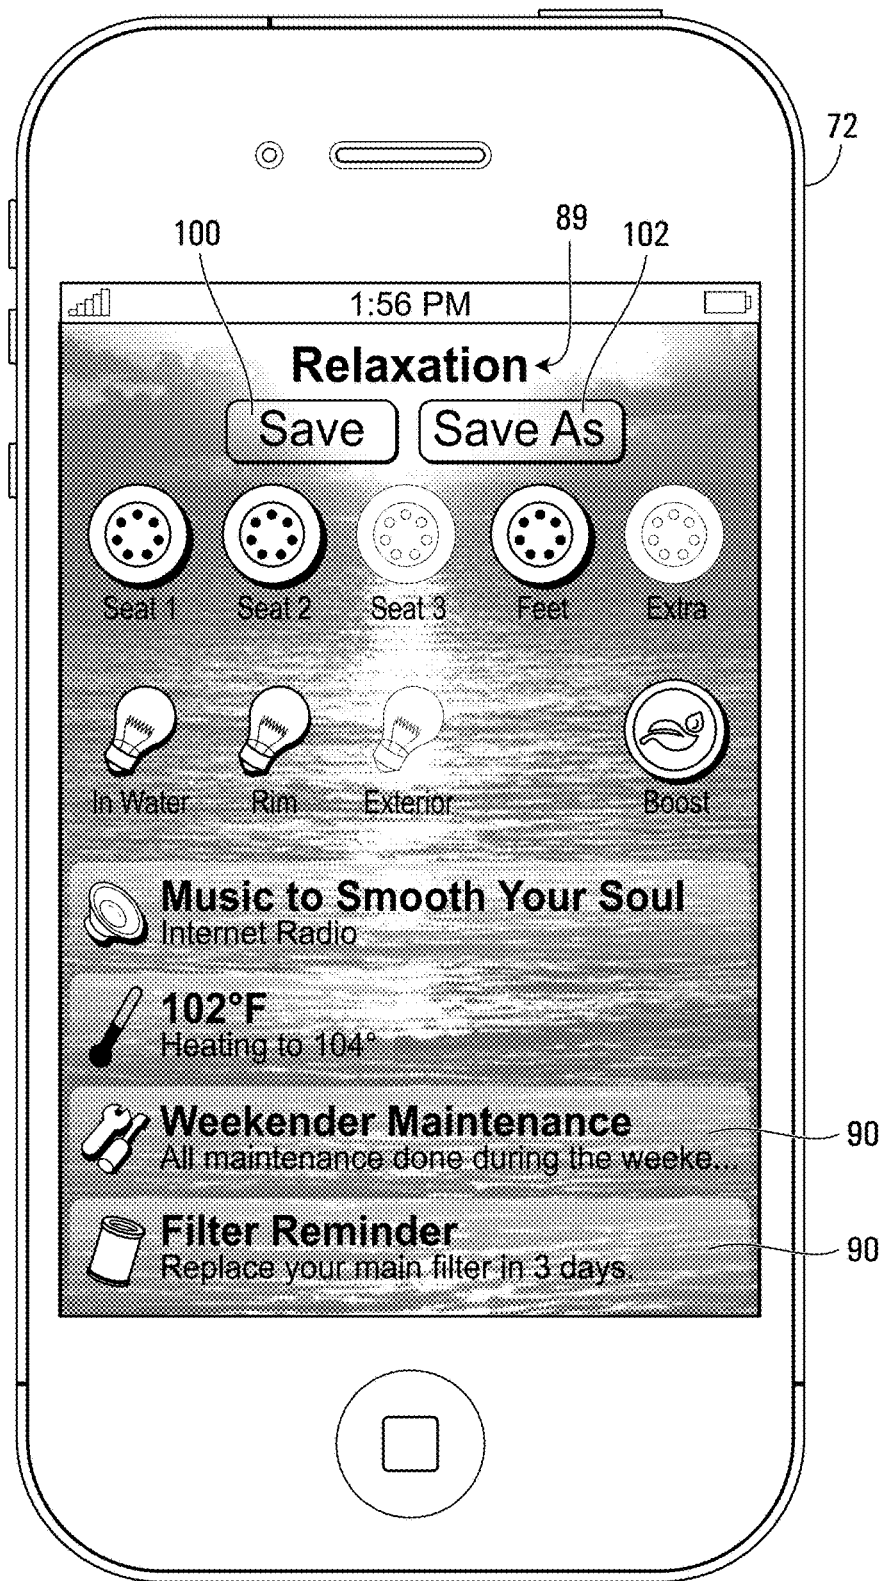 72
100
89
102
1:56 PM
Relaxation
Save
Save As
Seat 1
Seat 2
Seat 3
Feet
Extra
In Water
Rim
Exterior
Boost
Music to Smooth Your Soul
Internet Radio
102°F
Heating to 104°
Weekender Maintenance
All maintenance done during the weeke...
90
Filter Reminder
Replace your main filter in 3 days.
90